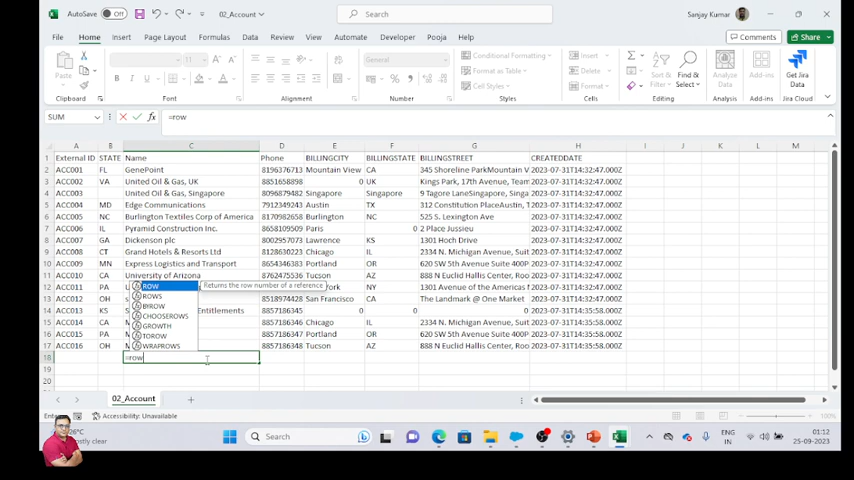 AutoSave Off 02_Account Search Sanjay Kumar
File Home Insert Page Layout Formulas Data Review View Automate Developer Pooja Help Comments Share
Paste General Conditional Formatting Insert
B I U Format as Table Delete Sort & Find & Analyse Add-ins Get Jira
Cell Styles Format Filter Select Data Data
Clipboard Font Alignment Number Styles Cells Editing Analysis Add-ins Jira Cloud
SUM fx =row
A B C D E F G H I J K L M
1 External ID STATE Name Phone BILLINGCITY BILLINGSTATE BILLINGSTREET CREATEDDATE
2 ACC001 FL GenePoint 8196376713 Mountain View CA 345 Shoreline ParkMountain V 2023-07-31T14:32:47.000Z
3 ACC002 VA United Oil & Gas, UK 8851658898 0 UK Kings Park, 17th Avenue, Team 2023-07-31T14:32:47.000Z
4 ACC003 United Oil & Gas, Singapore 8096879482 Singapore Singapore 9 Tagore LaneSingapore, Singap 2023-07-31T14:32:47.000Z
5 ACC004 MD Edge Communications 7912349243 Austin TX 312 Constitution PlaceAustin, T 2023-07-31T14:32:47.000Z
6 ACC005 NC Burlington Textiles Corp of America 8170982658 Burlington NC 525 S. Lexington Ave 2023-07-31T14:32:47.000Z
7 ACC006 IL Pyramid Construction Inc. 8658109509 Paris 0 2 Place Jussieu 2023-07-31T14:32:47.000Z
8 ACC007 GA Dickenson plc 8002957073 Lawrence KS 1301 Hoch Drive 2023-07-31T14:32:47.000Z
9 ACC008 CT Grand Hotels & Resorts Ltd 8128630223 Chicago IL 2334 N. Michigan Avenue, Suit 2023-07-31T14:32:47.000Z
10 ACC009 OR Express Logistics and Transport 8654346383 Portland OR 620 SW 5th Avenue Suite 400P 2023-07-31T14:32:47.000Z
11 ACC010 CA University of Arizona 8762475536 Tucson AZ 888 N Euclid Hallis Center, Roo 2023-07-31T14:32:47.000Z
12 ACC011 PA York NY 1301 Avenue of the Americas N 2023-07-31T14:32:47.000Z
13 ACC012 OH s 8518974428 San Francisco CA The Landmark @ One Market 2023-07-31T14:32:47.000Z
14 ACC013 KS Entitlements 8857186345 0 0 0 2023-07-31T14:32:47.000Z
15 ACC014 CA 8857186346 Chicago IL 2334 N. Michigan Avenue, Suit 2023-07-31T14:32:47.000Z
16 ACC015 PA 8857186347 Portland OR 620 SW 5th Avenue Suite 400P 2023-07-31T14:32:47.000Z
17 ACC016 OH 8857186348 Tucson AZ 888 N Euclid Hallis Center, Roo 2023-07-31T14:32:47.000Z
18 =row
19
20
ROW Returns the row number of a reference
ROWS
BYROW
CHOOSEROWS
GROWTH
TOROW
WRAPROWS
02_Account
Accessibility: Unavailable 100%
26°C
Search ENG 01:12
IN 25-09-2023